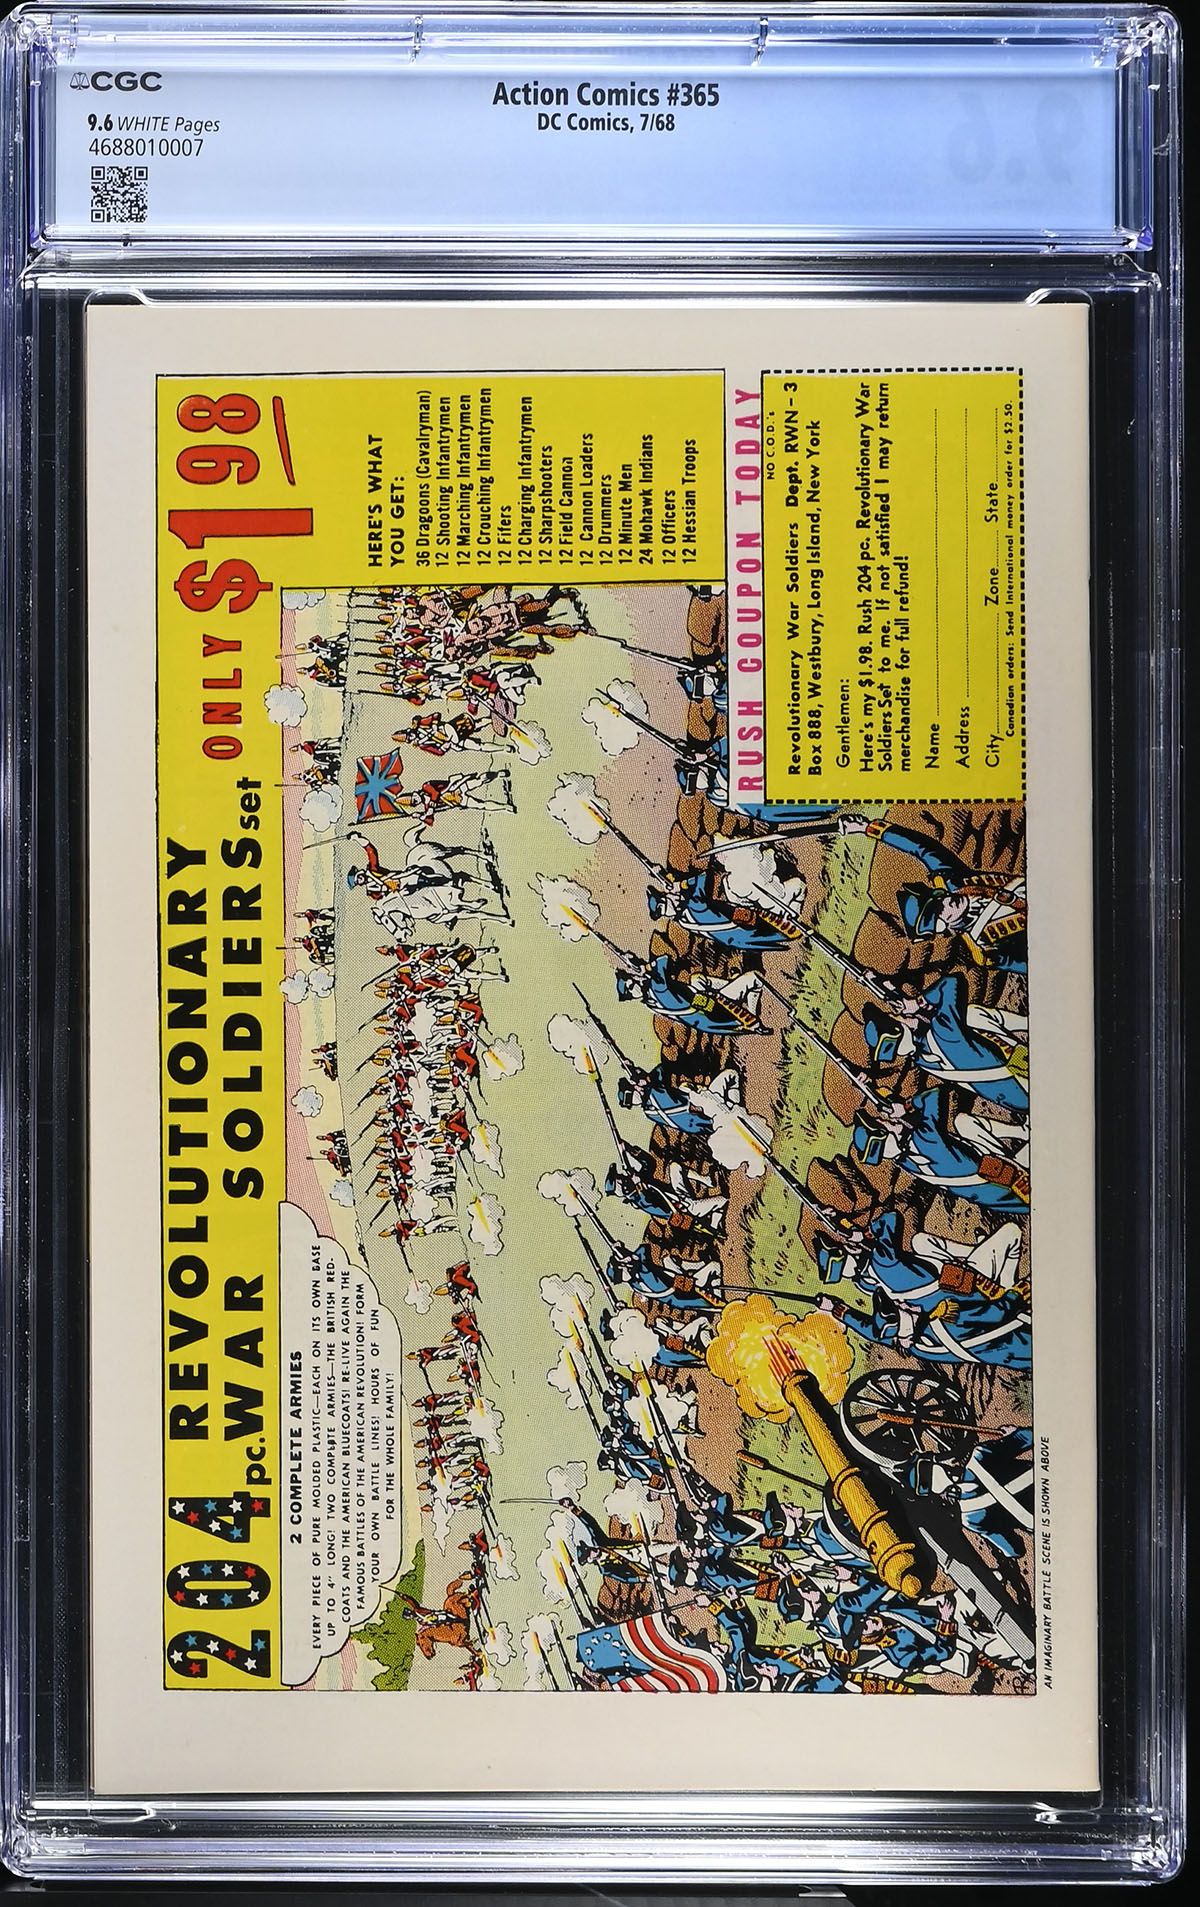 CGC
9.6 WHITE Pages
4688010007
Action Comics #365
DC Comics, 7/68
9.6
204 pc. REVOLUTIONARY
WAR SOLDIERS set ONLY $1 98
2 COMPLETE ARMIES
EVERY PIECE OF PURE MOLDED PLASTIC—EACH ON ITS OWN BASE
UP TO 4" LONG! TWO COMPLETE ARMIES—THE BRITISH RED-
COATS AND THE AMERICAN BLUECOATS! RE-LIVE AGAIN THE
FAMOUS BATTLES OF THE AMERICAN REVOLUTION! FORM
YOUR OWN BATTLE LINES! HOURS OF FUN
FOR THE WHOLE FAMILY!
HERE'S WHAT
YOU GET:
36 Dragoons (Cavalryman)
12 Shooting Infantrymen
12 Marching Infantrymen
12 Crouching Infantrymen
12 Fifers
12 Charging Infantrymen
12 Sharpshooters
12 Field Cannon
12 Cannon Loaders
12 Drummers
12 Minute Men
24 Mohawk Indians
12 Officers
12 Hessian Troops
RUSH COUPON TODAY
NO C.O.D.'s
Revolutionary War Soldiers Dept. RWN-3
Box 888, Westbury, Long Island, New York
Gentlemen:
Here's my $1.98. Rush 204 pc. Revolutionary War
Soldiers Set to me. If not satisfied I may return
merchandise for full refund!
Name
Address
City Zone State
Canadian orders: Send International money order for $2.50.
AN IMAGINARY BATTLE SCENE IS SHOWN ABOVE